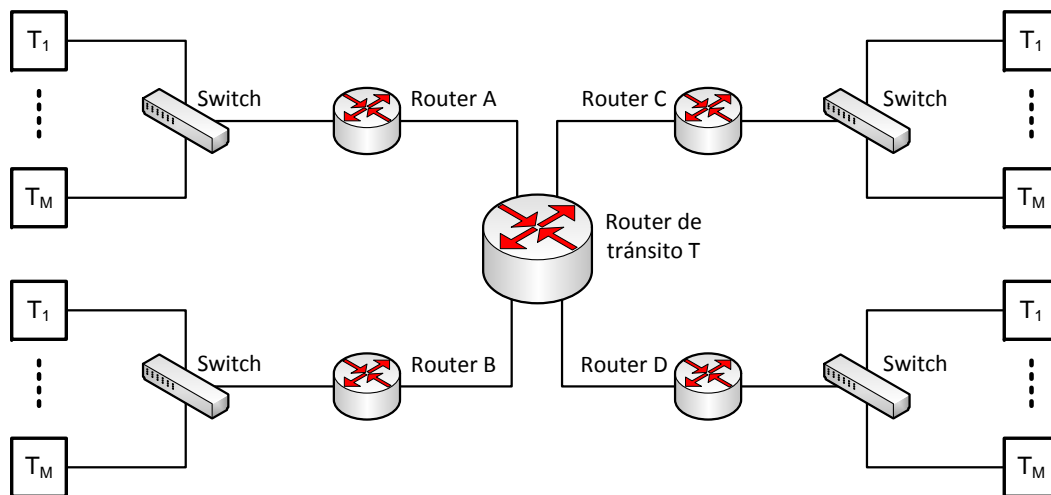 T1
Switch
Router A
Router C
T1
TM
TM
Router de
tránsito T
T1
Switch
Router B
Router D
Switch
T1
TM
TM
Switch